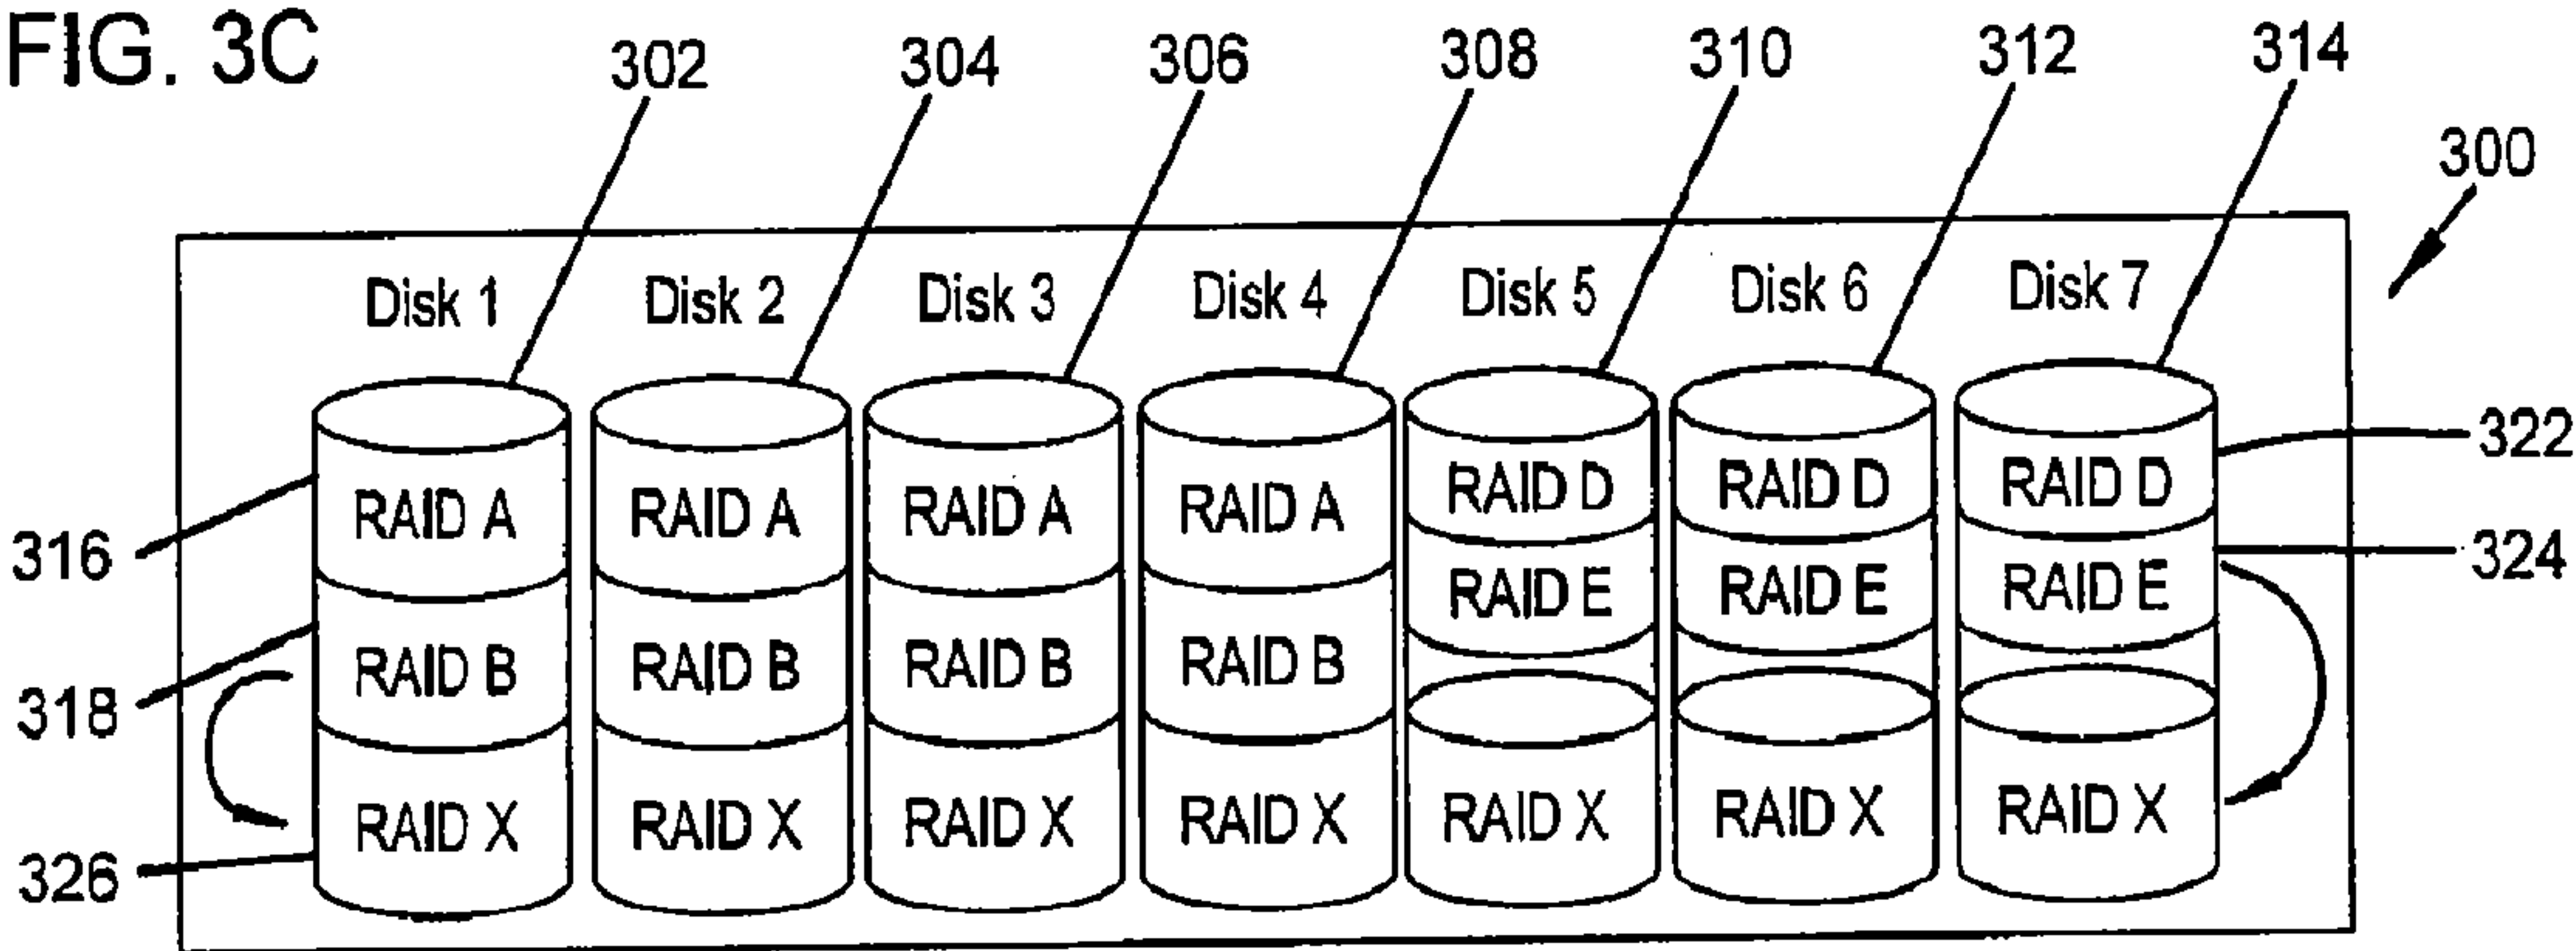 FIG. 3C
302 304 306 308 310 312 314
300
Disk 1 Disk 2 Disk 3 Disk 4 Disk 5 Disk 6 Disk 7
322
RAID A RAID A RAID A RAID A RAID D RAID D RAID D
316 324
RAID E RAID E RAID E
RAID B RAID B RAID B RAID B
318
RAID X RAID X RAID X RAID X RAID X RAID X RAID X
326